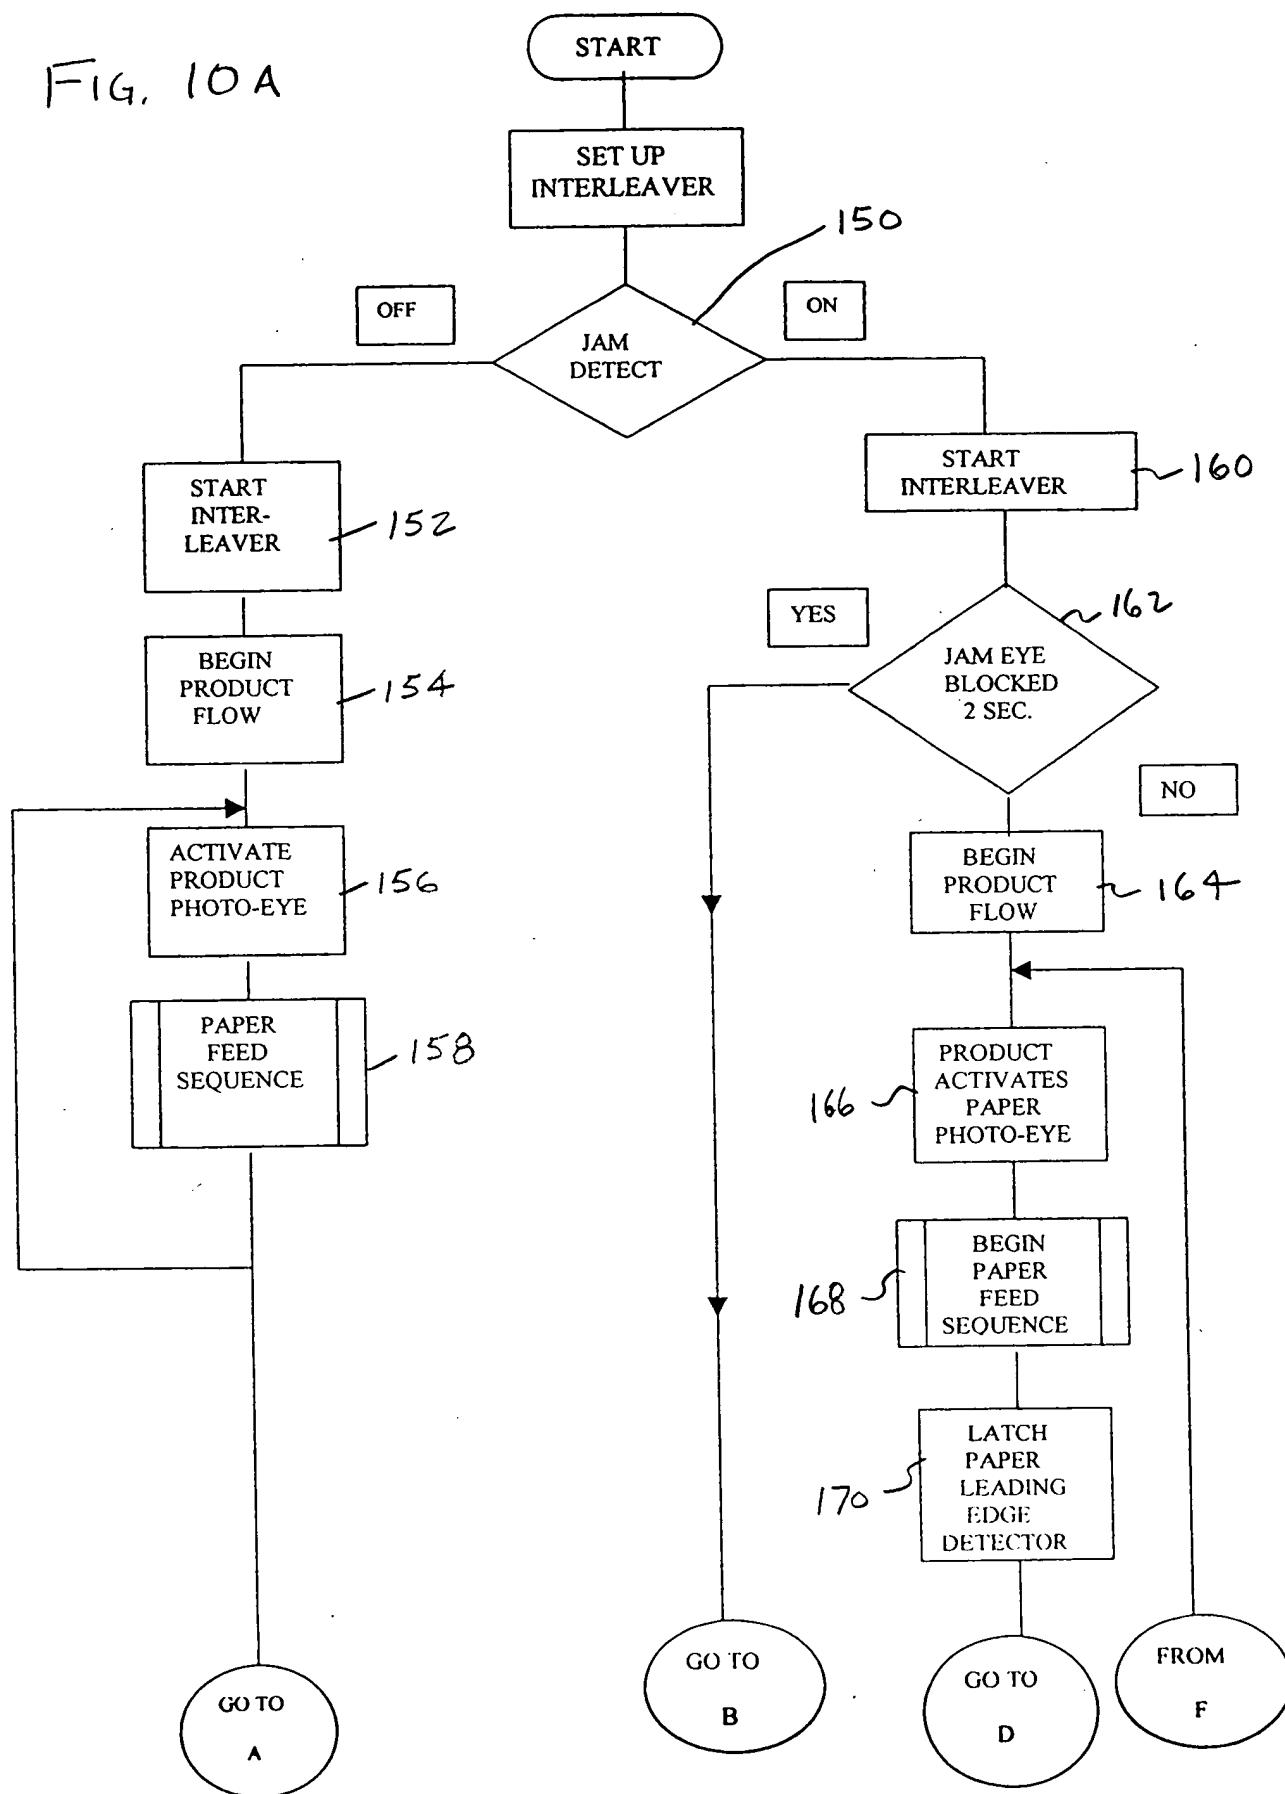 FIG. 10A
START
SET UP
INTERLEAVER
150
OFF
ON
JAM
DETECT
START
INTER-
LEAVER
152
START
INTERLEAVER
160
BEGIN
PRODUCT
FLOW
154
YES
162
JAM EYE
BLOCKED
2 SEC.
NO
ACTIVATE
PRODUCT
PHOTO-EYE
156
BEGIN
PRODUCT
FLOW
164
PAPER
FEED
SEQUENCE
158
PRODUCT
ACTIVATES
PAPER
PHOTO-EYE
166
BEGIN
PAPER
FEED
SEQUENCE
168
LATCH
PAPER
LEADING
EDGE
DETECTOR
170
GO TO
A
GO TO
B
GO TO
D
FROM
F